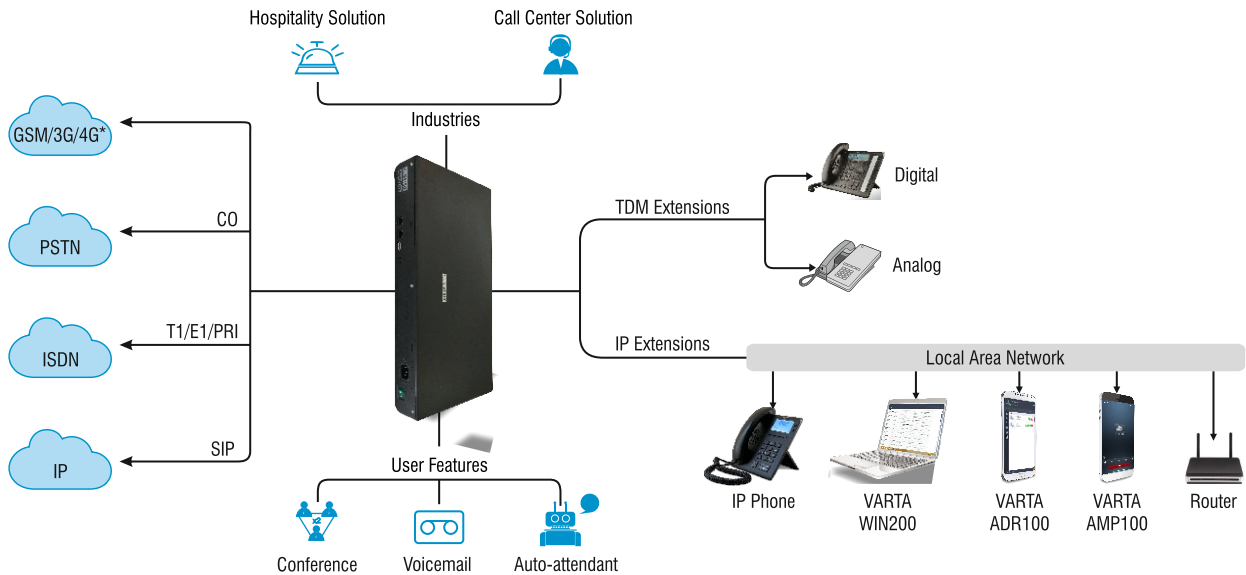 Hospitality Solution
Call Center Solution
Industries
GSM/3G/4G*
CO
PSTN
T1/E1/PRI
ISDN
SIP
IP
TDM Extensions
Digital
Analog
IP Extensions
Local Area Network
IP Phone
VARTA
WIN200
VARTA
ADR100
VARTA
AMP100
Router
User Features
x2
Conference
Voicemail
Auto-attendant